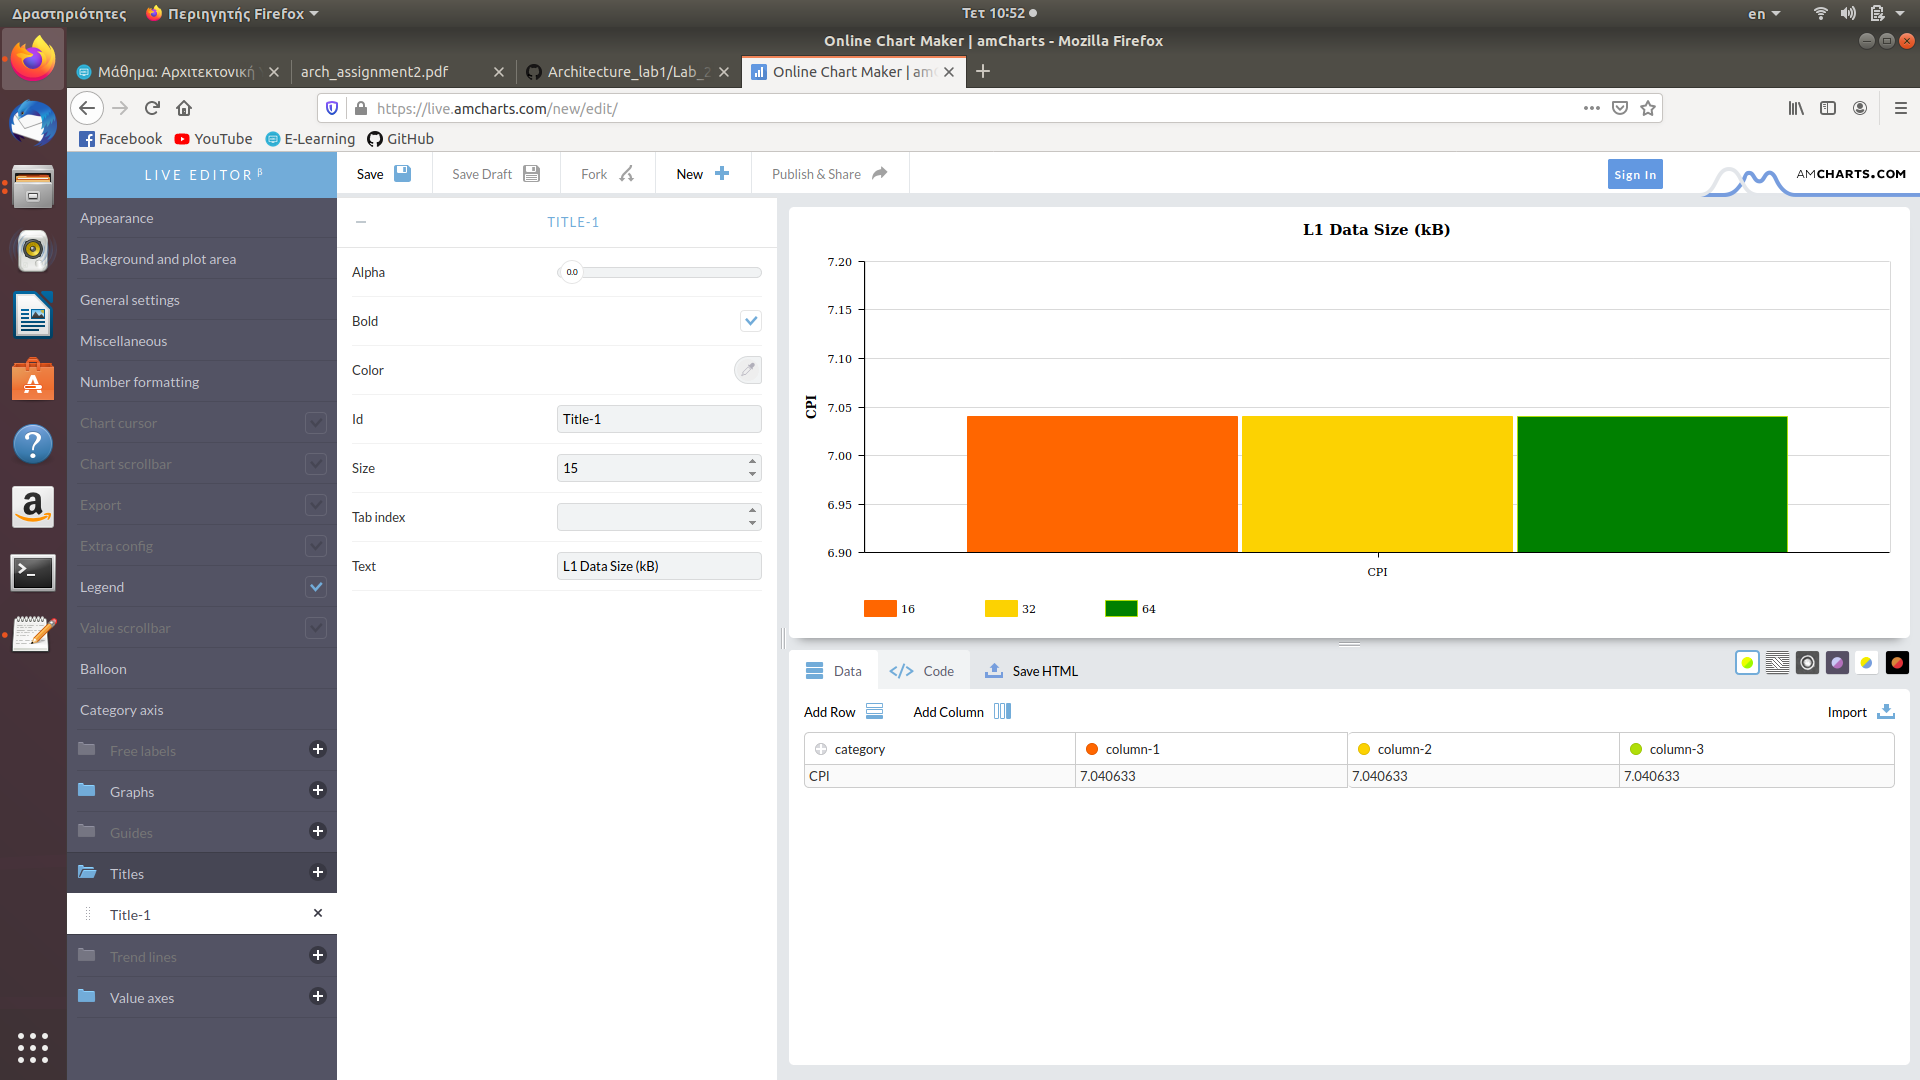 Δραστηριότητες
Περιηγητής Firefox
Τετ 10:52
en
Online Chart Maker | amCharts - Mozilla Firefox
Μάθημα: Αρχιτεκτονική
arch_assignment2.pdf
Architecture_lab1/Lab_2
Online Chart Maker | am
https://live.amcharts.com/new/edit/
Facebook
YouTube
E-Learning
GitHub
LIVE EDITOR β
Save
Save Draft
Fork
New
Publish & Share
Sign In
AMCHARTS.COM
Appearance
Background and plot area
General settings
Miscellaneous
Number formatting
Chart cursor
Chart scrollbar
Export
Extra config
Legend
Value scrollbar
Balloon
Category axis
Free labels
Graphs
Guides
Titles
Title-1
Trend lines
Value axes
TITLE-1
Alpha
0.0
Bold
Color
Id
Title-1
Size
15
Tab index
Text
L1 Data Size (kB)
L1 Data Size (kB)
7.20
7.15
7.10
7.05
7.00
6.95
6.90
CPI
CPI
16
32
64
Data
Code
Save HTML
Add Row
Add Column
Import
category
column-1
column-2
column-3
CPI
7.040633
7.040633
7.040633